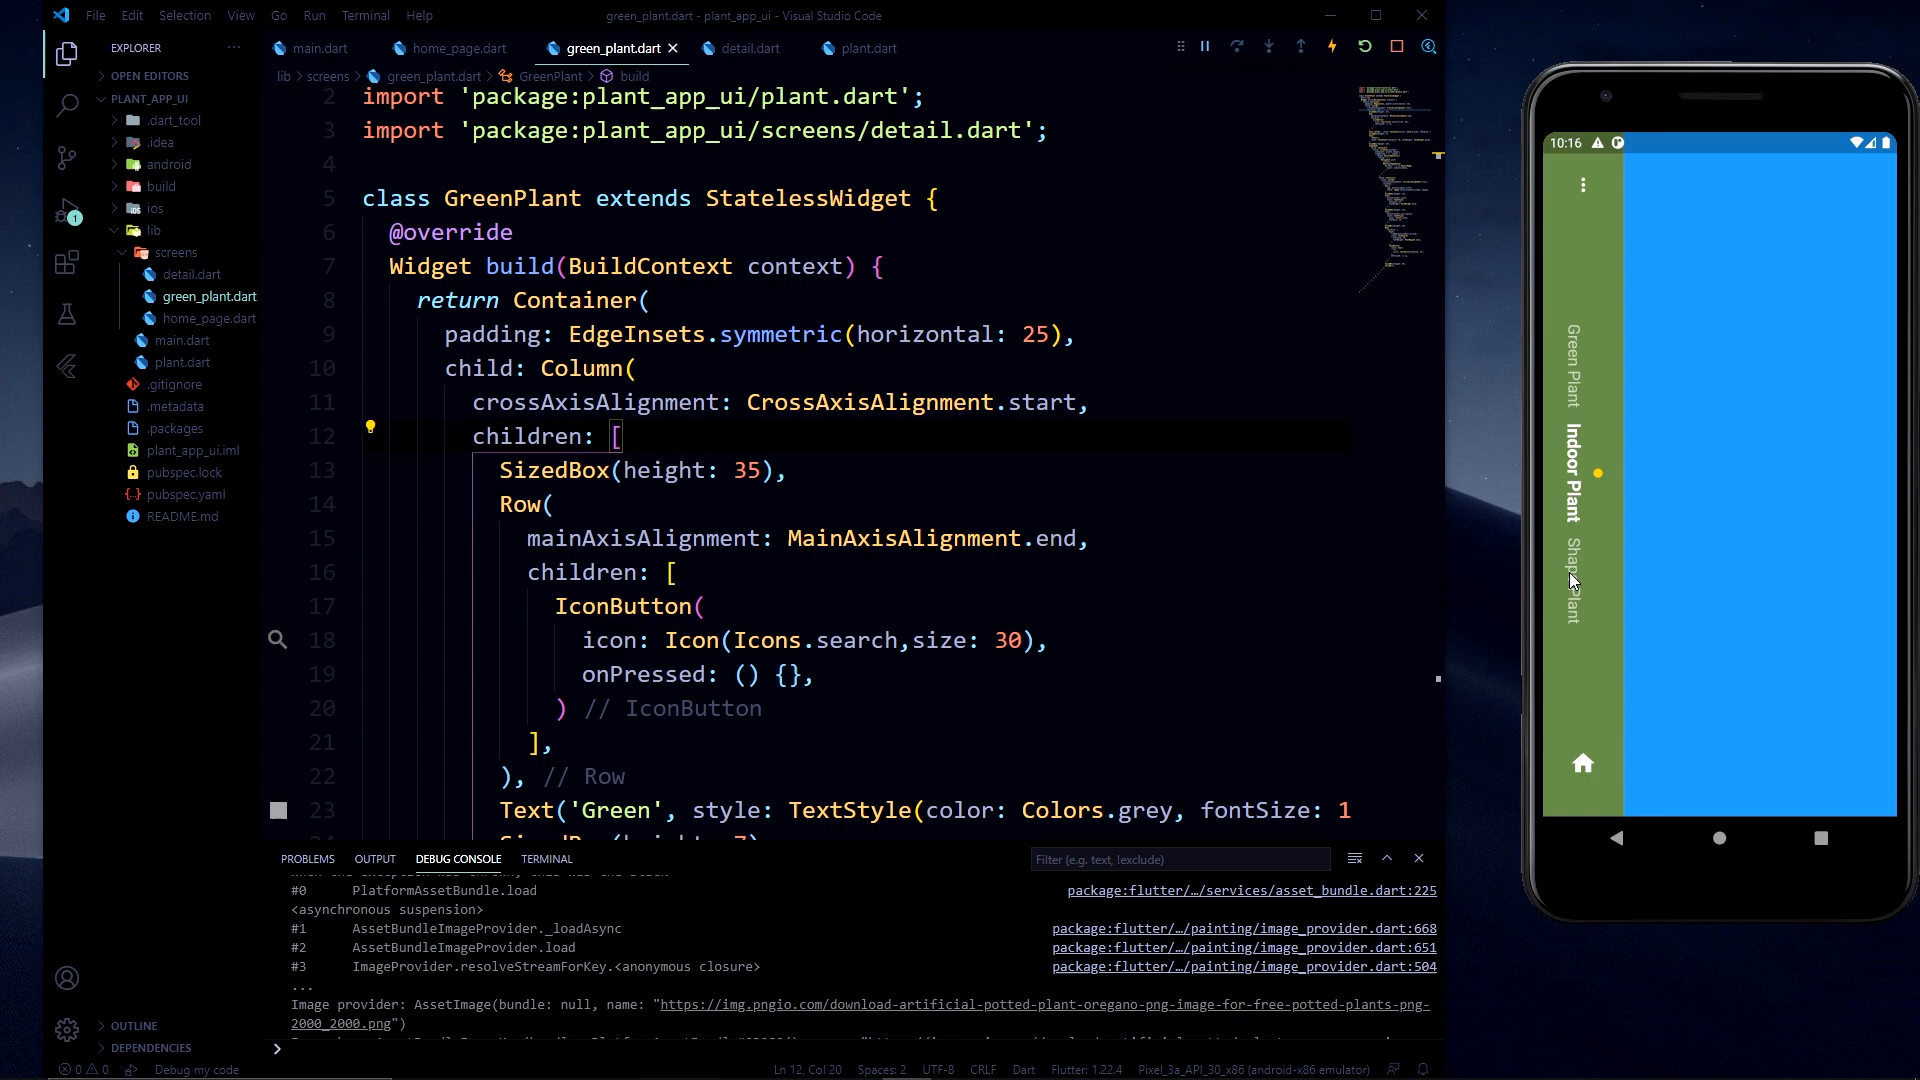 File Edit Selection View Go Run Terminal Help
green_plant.dart - plant_app_ui - Visual Studio Code
EXPLORER
OPEN EDITORS
PLANT_APP_UI
.dart_tool
.idea
android
build
ios
lib
screens
detail.dart
green_plant.dart
home_page.dart
main.dart
plant.dart
.gitignore
.metadata
.packages
plant_app_ui.iml
pubspec.lock
pubspec.yaml
README.md
OUTLINE
DEPENDENCIES
1
main.dart home_page.dart green_plant.dart detail.dart plant.dart
lib > screens > green_plant.dart > GreenPlant > build
2 import 'package:plant_app_ui/plant.dart';
3 import 'package:plant_app_ui/screens/detail.dart';
4
5 class GreenPlant extends StatelessWidget {
6 @override
7 Widget build(BuildContext context) {
8 return Container(
9 padding: EdgeInsets.symmetric(horizontal: 25),
10 child: Column(
11 crossAxisAlignment: CrossAxisAlignment.start,
12 children: [
13 SizedBox(height: 35),
14 Row(
15 mainAxisAlignment: MainAxisAlignment.end,
16 children: [
17 IconButton(
18 icon: Icon(Icons.search,size: 30),
19 onPressed: () {},
20 ) // IconButton
21 ],
22 ), // Row
23 Text('Green', style: TextStyle(color: Colors.grey, fontSize: 1
PROBLEMS OUTPUT DEBUG CONSOLE TERMINAL
Filter (e.g. text, !exclude)
#0 PlatformAssetBundle.load package:flutter/…/services/asset_bundle.dart:225
<asynchronous suspension>
#1 AssetBundleImageProvider._loadAsync package:flutter/…/painting/image_provider.dart:668
#2 AssetBundleImageProvider.load package:flutter/…/painting/image_provider.dart:651
#3 ImageProvider.resolveStreamForKey.<anonymous closure> package:flutter/…/painting/image_provider.dart:504
...
Image provider: AssetImage(bundle: null, name: "https://img.pngio.com/download-artificial-potted-plant-oregano-png-image-for-free-potted-plants-png-
2000_2000.png")
0 0 Debug my code
Ln 12, Col 20 Spaces: 2 UTF-8 CRLF Dart Flutter: 1.22.4 Pixel_3a_API_30_x86 (android-x86 emulator)
10:16
Green Plant
Indoor Plant
Shape Plant